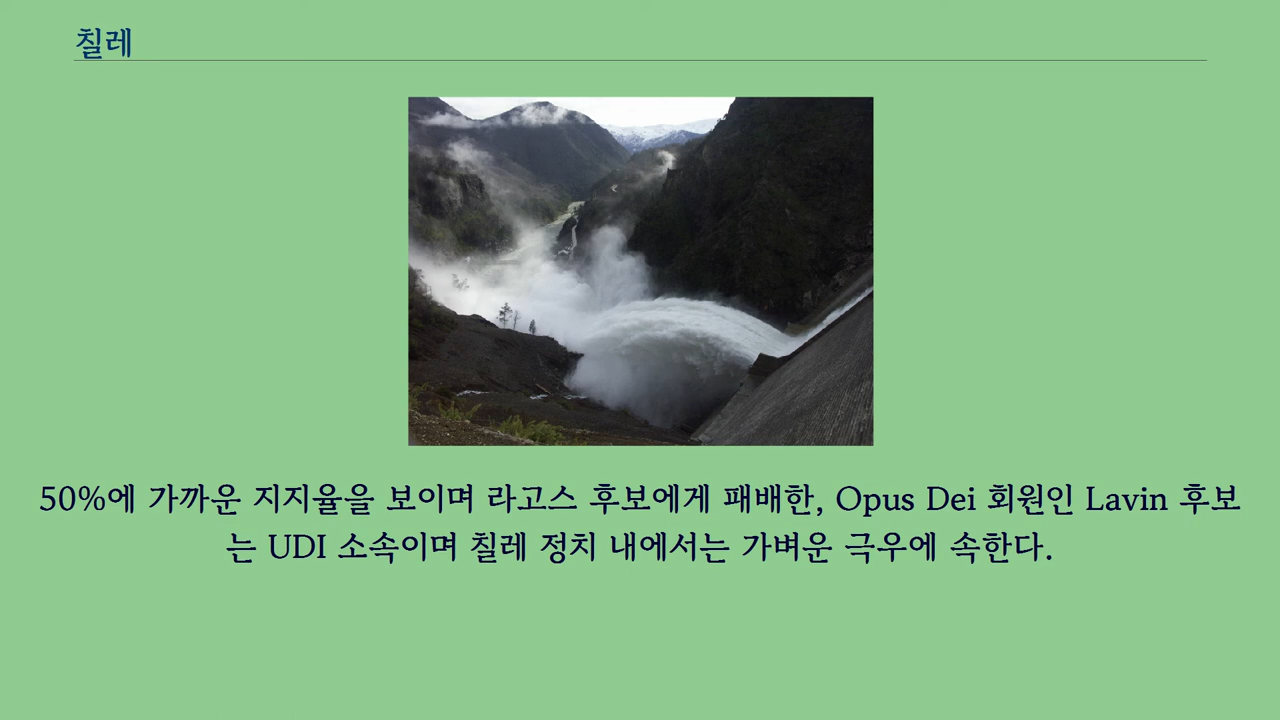 칠레
50%에 가까운 지지율을 보이며 라고스 후보에게 패배한, Opus Dei 회원인 Lavin 후보
는 UDI 소속이며 칠레 정치 내에서는 가벼운 극우에 속한다.